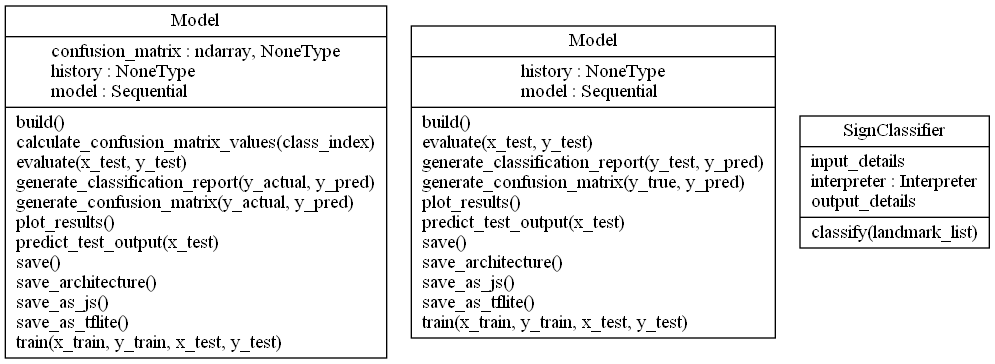 Model
confusion_matrix : ndarray, NoneType
history : NoneType
model : Sequential
build()
calculate_confusion_matrix_values(class_index)
evaluate(x_test, y_test)
generate_classification_report(y_actual, y_pred)
generate_confusion_matrix(y_actual, y_pred)
plot_results()
predict_test_output(x_test)
save()
save_architecture()
save_as_js()
save_as_tflite()
train(x_train, y_train, x_test, y_test)
Model
history : NoneType
model : Sequential
build()
evaluate(x_test, y_test)
generate_classification_report(y_test, y_pred)
generate_confusion_matrix(y_true, y_pred)
plot_results()
predict_test_output(x_test)
save()
save_architecture()
save_as_js()
save_as_tflite()
train(x_train, y_train, x_test, y_test)
SignClassifier
input_details
interpreter : Interpreter
output_details
classify(landmark_list)